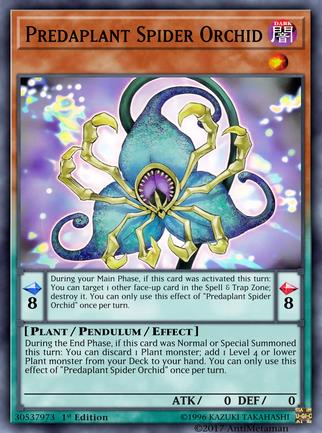 PREDAPLANT SPIDER ORCHID
DARK
闇
During your Main Phase, if this card was activated this turn:
You can target 1 other face-up card in the Spell & Trap Zone;
destroy it. You can only use this effect of "Predaplant Spider
Orchid" once per turn.
8
8
[PLANT / PENDULUM / EFFECT]
During the End Phase, if this card was Normal or Special Summoned
this turn: You can discard 1 Plant monster; add 1 Level 4 or lower
Plant monster from your Deck to your hand. You can only use this
effect of "Predaplant Spider Orchid" once per turn.
ATK/ 0 DEF/ 0
30537973
1st Edition
©1996 KAZUKI TAKAHASHI
©2017 AntiMetaman